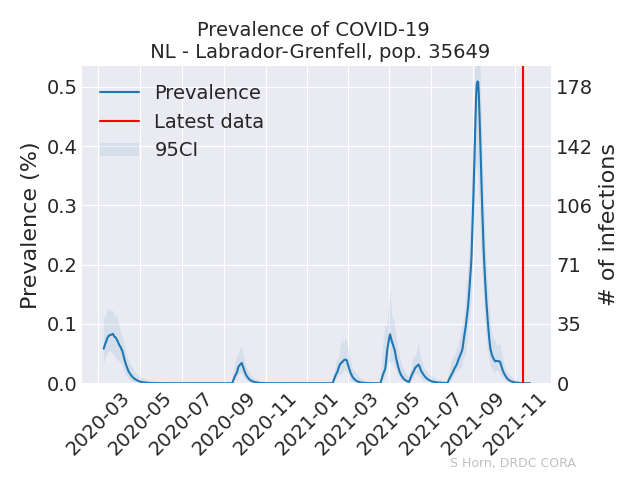 Prevalence of COVID-19
NL - Labrador-Grenfell, pop. 35649
Prevalence
Latest data
95CI
Prevalence (%)
0.5
0.4
0.3
0.2
0.1
0.0
178
142
106
71
35
0
# of infections
2020-03
2020-05
2020-07
2020-09
2020-11
2021-01
2021-03
2021-05
2021-07
2021-09
2021-11
S Horn, DRDC CORA